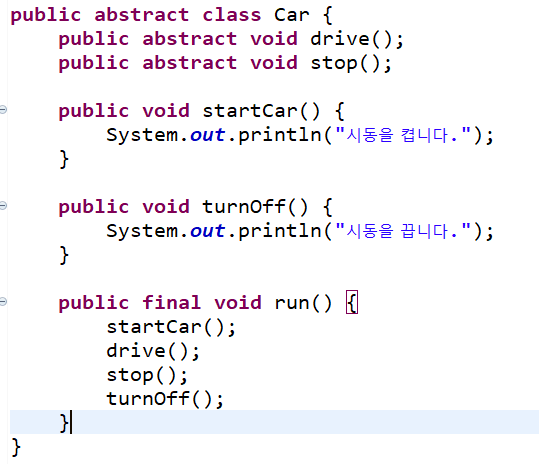 public abstract class Car {
    public abstract void drive();
    public abstract void stop();
    public void startCar() {
        System.out.println("시동을 켭니다.");
    }
    public void turnOff() {
        System.out.println("시동을 끕니다.");
    }
    public final void run() {
        startCar();
        drive();
        stop();
        turnOff();
    }
}